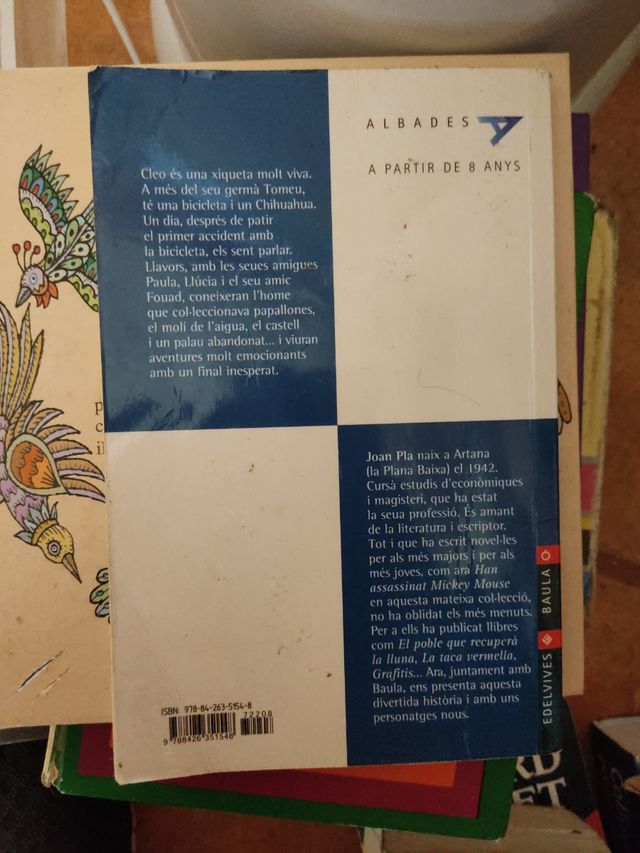 ALBADES
A PARTIR DE 8 ANYS
Cleo és una xiqueta molt viva.
A més del seu germà Tomeu,
té una bicicleta i un Chihuahua.
Un dia, després de patir
el primer accident amb
la bicicleta, els sent parlar.
Llavors, amb les seues amigues
Paula, Llúcia i el seu amic
Fouad, coneixeran l'home
que col·leccionava papallones,
el molí de l'aigua, el castell
i un palau abandonat... i viuran
aventures molt emocionants
amb un final inesperat.
Joan Pla naix a Artana
(la Plana Baixa) el 1942.
Cursà estudis d'econòmiques
i magisteri, que ha estat
la seua professió. És amant
de la literatura i escriptor.
Tot i que ha escrit novel·les
per als més majors i per als
més joves, com ara Han
assassinat Mickey Mouse
en aquesta mateixa col·lecció,
no ha oblidat els més menuts.
Per a ells ha publicat llibres
com El poble que recuperà
la lluna, La taca vermella,
Grafitis... Ara, juntament amb
Baula, ens presenta aquesta
divertida història i amb uns
personatges nous.
EDELVIVES
BAULA
ISBN: 978-84-263-5154-8
72208
9 788426 351548